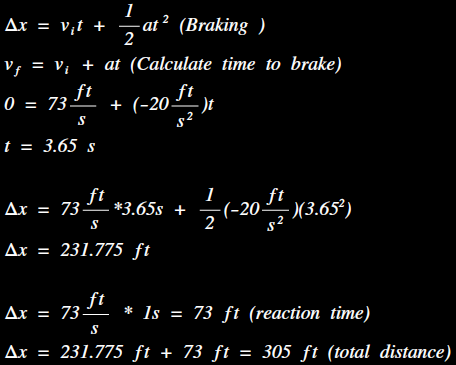 Δx = vᵢt + 1/2 at² (Braking )
v_f = vᵢ + at (Calculate time to brake)
0 = 73 ft/s + (-20 ft/s²)t
t = 3.65 s
Δx = 73 ft/s *3.65s + 1/2 (-20 ft/s²)(3.65²)
Δx = 231.775 ft
Δx = 73 ft/s * 1s = 73 ft (reaction time)
Δx = 231.775 ft + 73 ft = 305 ft (total distance)